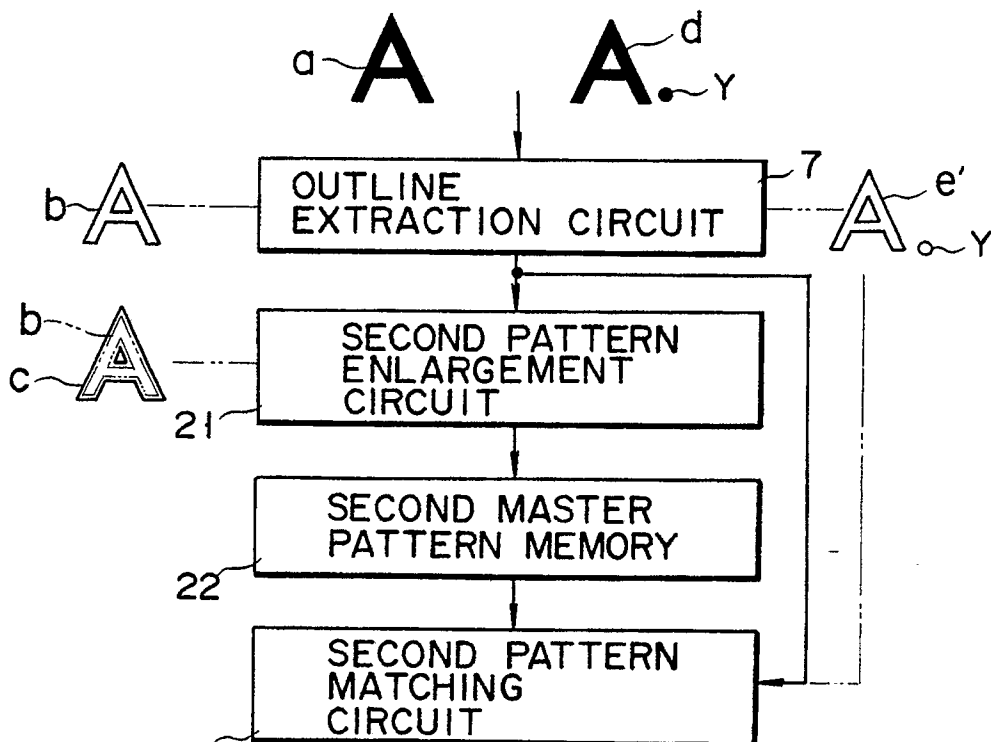 a A
A d
Y
7
OUTLINE
EXTRACTION CIRCUIT
b A
A e'
Y
b
c A
SECOND PATTERN
ENLARGEMENT
CIRCUIT
21
SECOND MASTER
PATTERN MEMORY
22
SECOND PATTERN
MATCHING
CIRCUIT